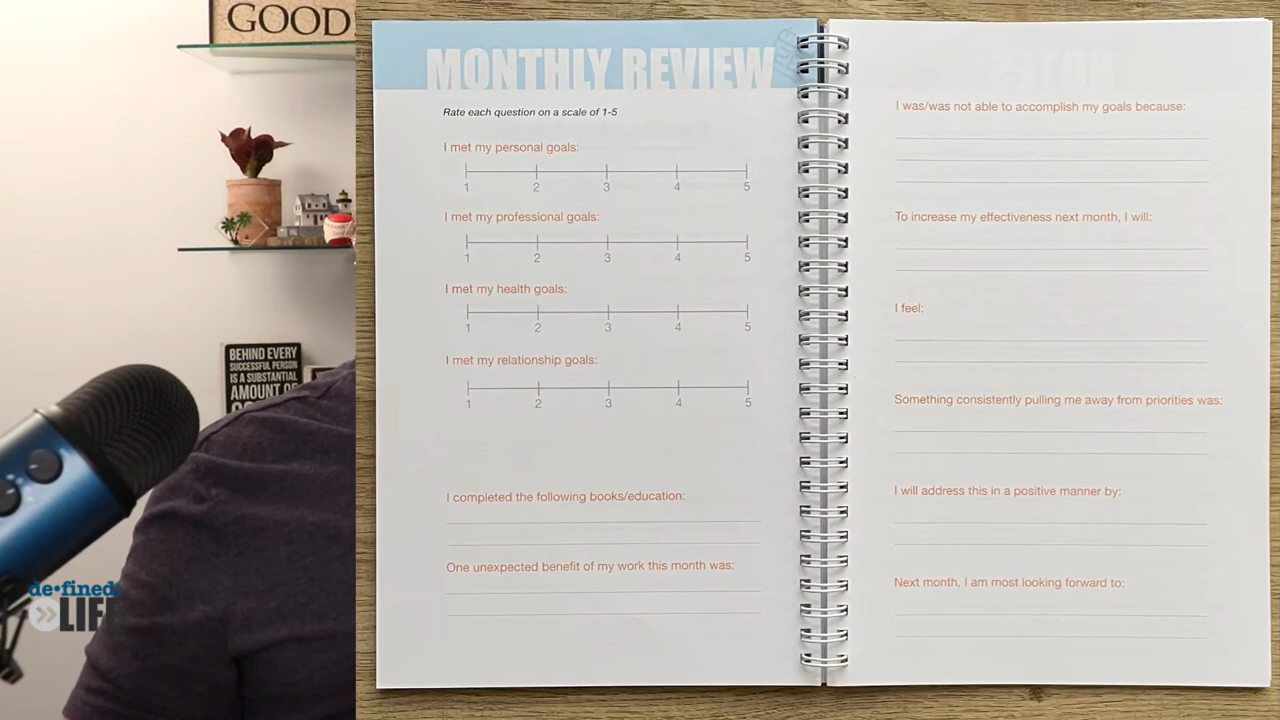 GOOD
BEHIND EVERY
SUCCESSFUL PERSON
IS A SUBSTANTIAL
AMOUNT OF
de•fined:
LIFE
MONTHLY REVIEW
Rate each question on a scale of 1-5
I met my personal goals:
1 2 3 4 5
I met my professional goals:
1 2 3 4 5
I met my health goals:
1 2 3 4 5
I met my relationship goals:
1 3 4 5
I completed the following books/education:
One unexpected benefit of my work this month was:
I was/was not able to accomplish my goals because:
To increase my effectiveness next month, I will:
I feel:
Something consistently pulling me away from priorities was:
I will address this in a positive manner by:
Next month, I am most looking forward to: